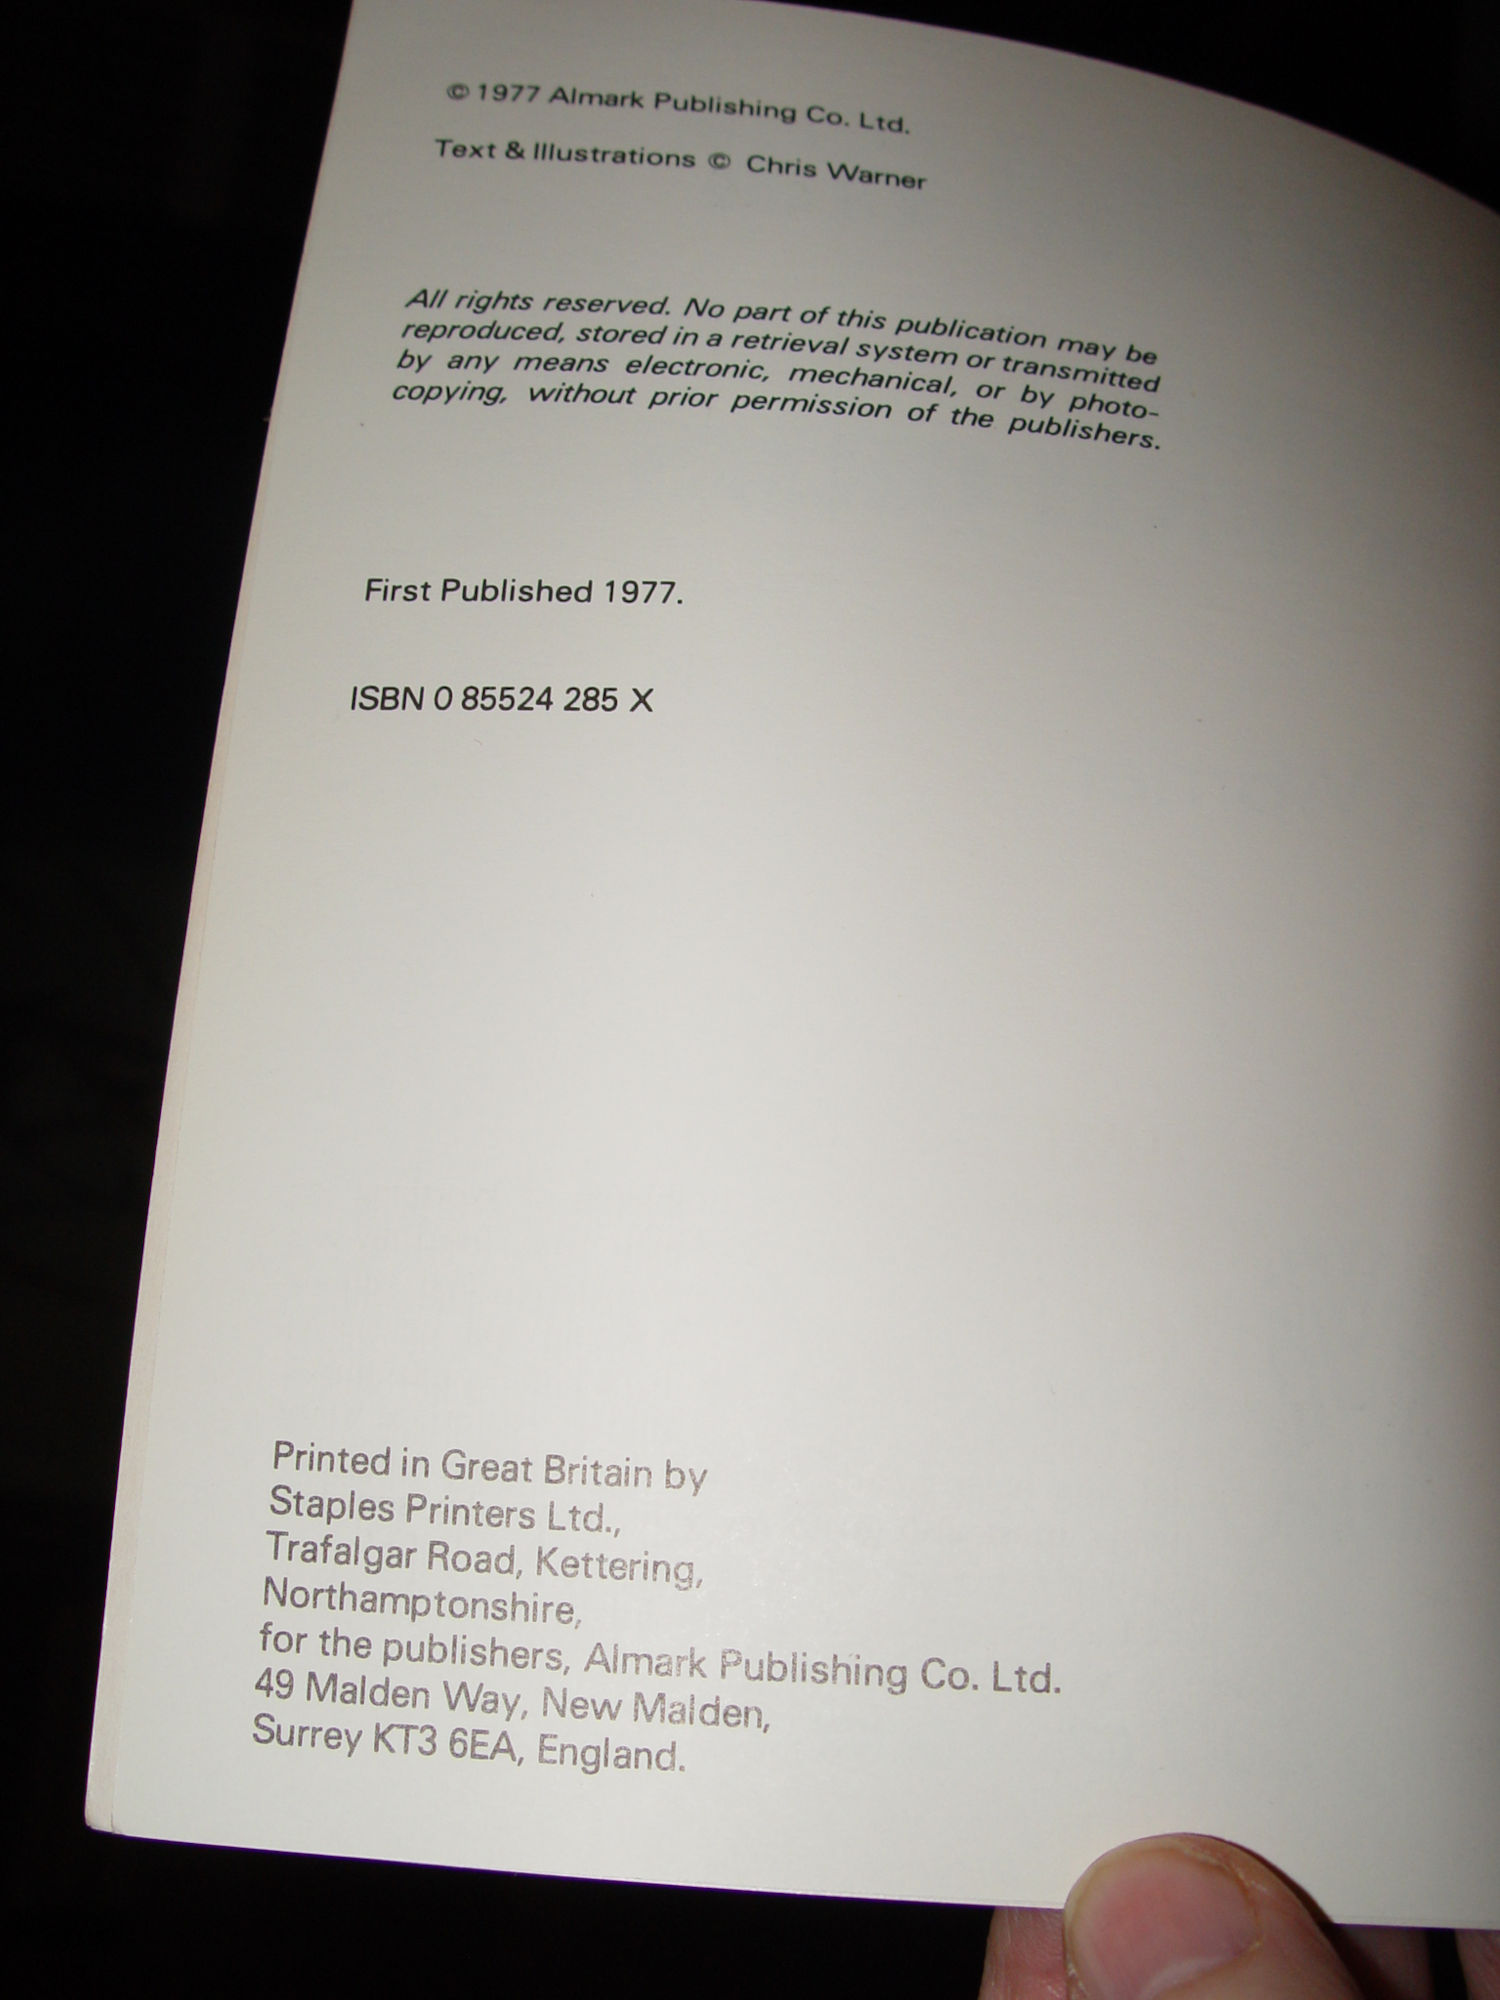 © 1977 Almark Publishing Co. Ltd.
Text & Illustrations © Chris Warner
All rights reserved. No part of this publication may be
reproduced, stored in a retrieval system or transmitted
by any means electronic, mechanical, or by photo-
copying, without prior permission of the publishers.
First Published 1977.
ISBN 0 85524 285 X
Printed in Great Britain by
Staples Printers Ltd.,
Trafalgar Road, Kettering,
Northamptonshire,
for the publishers, Almark Publishing Co. Ltd.
49 Malden Way, New Malden,
Surrey KT3 6EA, England.